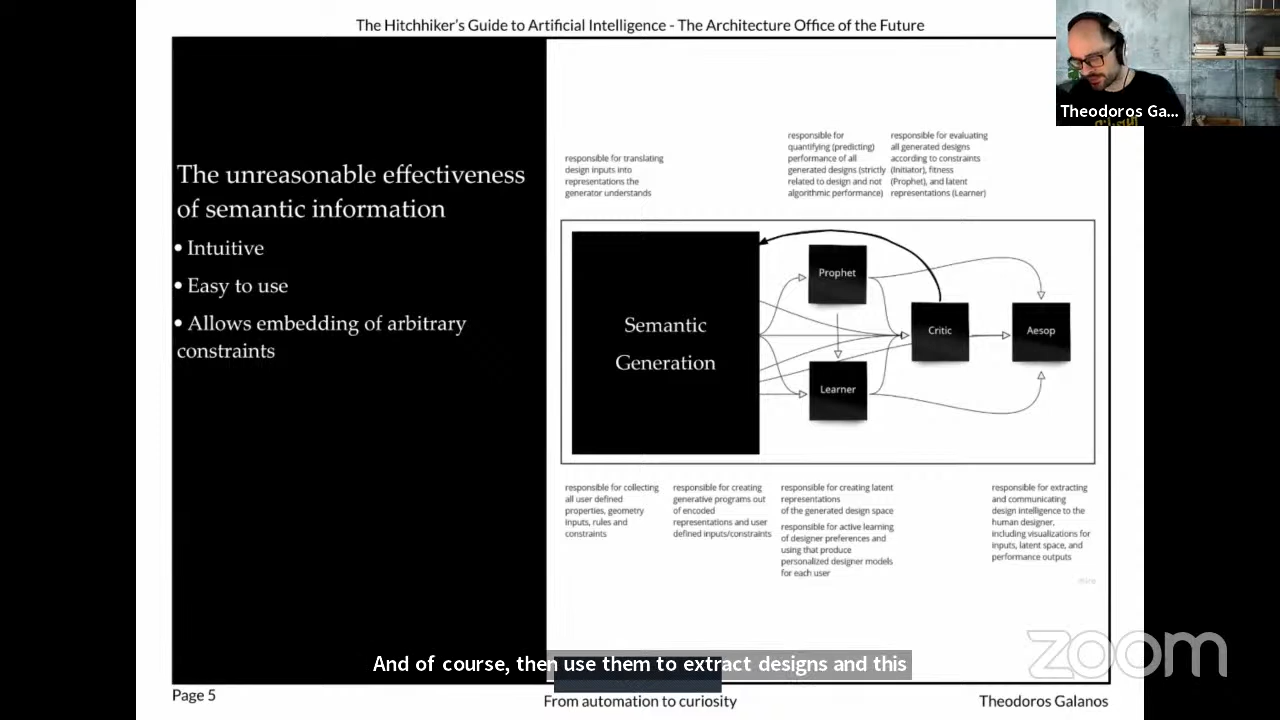 The Hitchhiker's Guide to Artificial Intelligence - The Architecture Office of the Future
Theodoros Ga...
The unreasonable effectiveness
of semantic information
• Intuitive
• Easy to use
• Allows embedding of arbitrary
constraints
responsible for translating
design inputs into
representations the
generator understands
responsible for
quantifying (predicting)
performance of all
generated designs (strictly
related to design and not
algorithmic performance)
responsible for evaluating
all generated designs
according to constraints
(Initiator), fitness
(Prophet), and latent
representations (Learner)
Semantic
Generation
Prophet
Learner
Critic
Aesop
responsible for collecting
all user defined
properties, geometry
inputs, rules and
constraints
responsible for creating
generative programs out
of encoded
representations and user
defined inputs/constraints
responsible for creating latent
representations
of the generated design space
responsible for active learning
of designer preferences and
using that produce
personalized designer models
for each user
responsible for extracting
and communicating
design intelligence to the
human designer,
including visualizations for
inputs, latent space, and
performance outputs
miro
zoom
And of course, then use them to extract designs and this
Page 5
From automation to curiosity
Theodoros Galanos